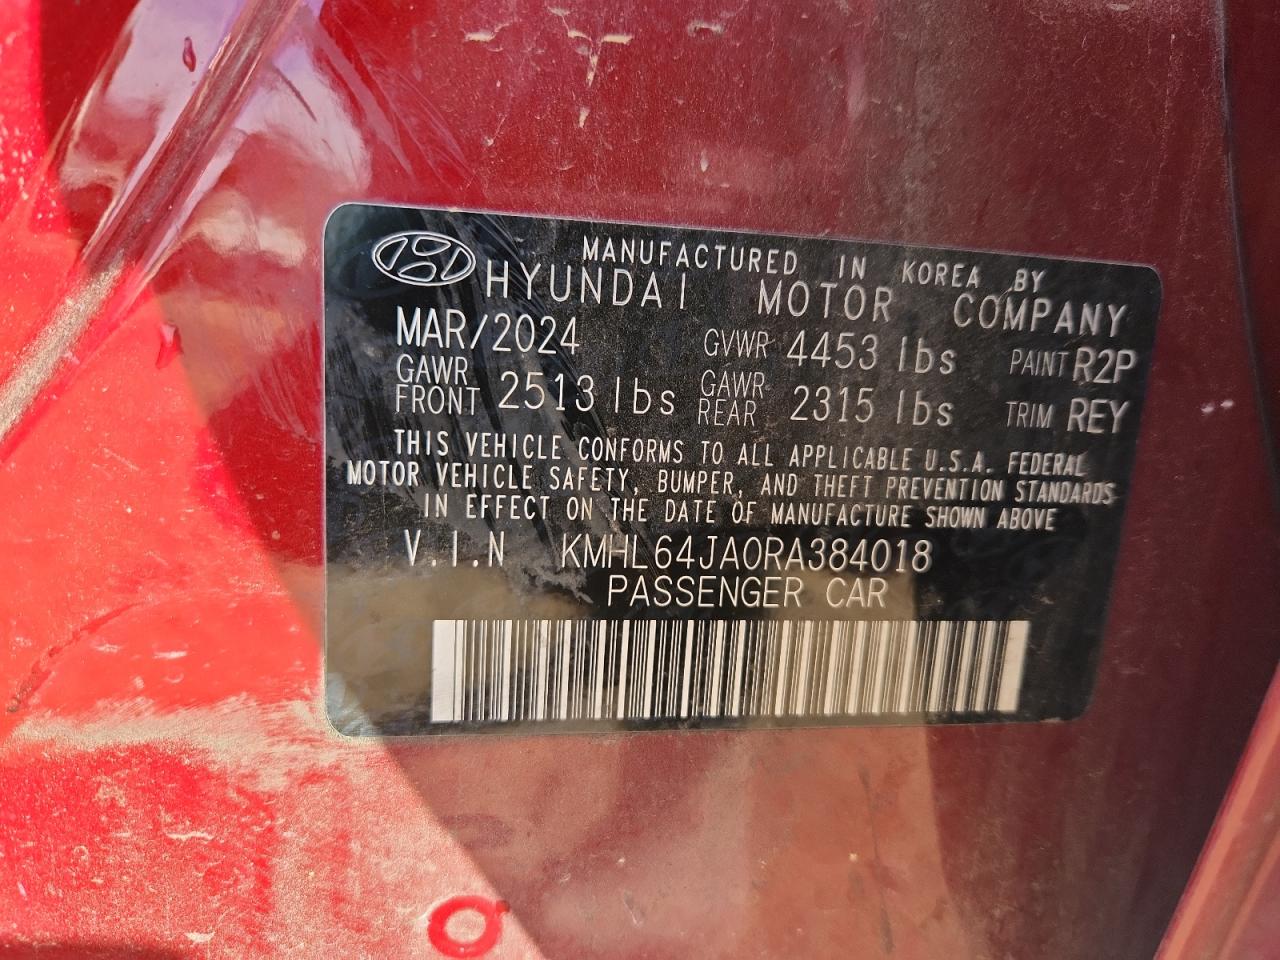 MANUFACTURED IN KOREA BY
HYUNDAI MOTOR COMPANY
MAR/2024 GVWR 4453 lbs PAINT R2P
GAWR FRONT 2513 lbs GAWR REAR 2315 lbs TRIM REY
THIS VEHICLE CONFORMS TO ALL APPLICABLE U.S.A. FEDERAL
MOTOR VEHICLE SAFETY, BUMPER, AND THEFT PREVENTION STANDARDS
IN EFFECT ON THE DATE OF MANUFACTURE SHOWN ABOVE
V.I.N KMHL64JA0RA384018
PASSENGER CAR